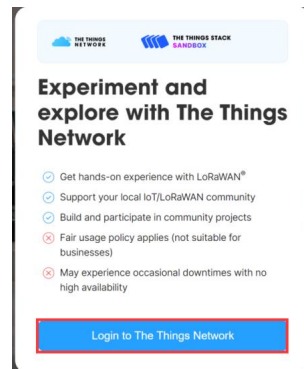 THE THINGS
NETWORK
THE THINGS STACK
SANDBOX
Experiment and
explore with The Things
Network
Get hands-on experience with LoRaWAN®
Support your local IoT/LoRaWAN community
Build and participate in community projects
Fair usage policy applies (not suitable for
businesses)
May experience occasional downtimes with no
high availability
Login to The Things Network